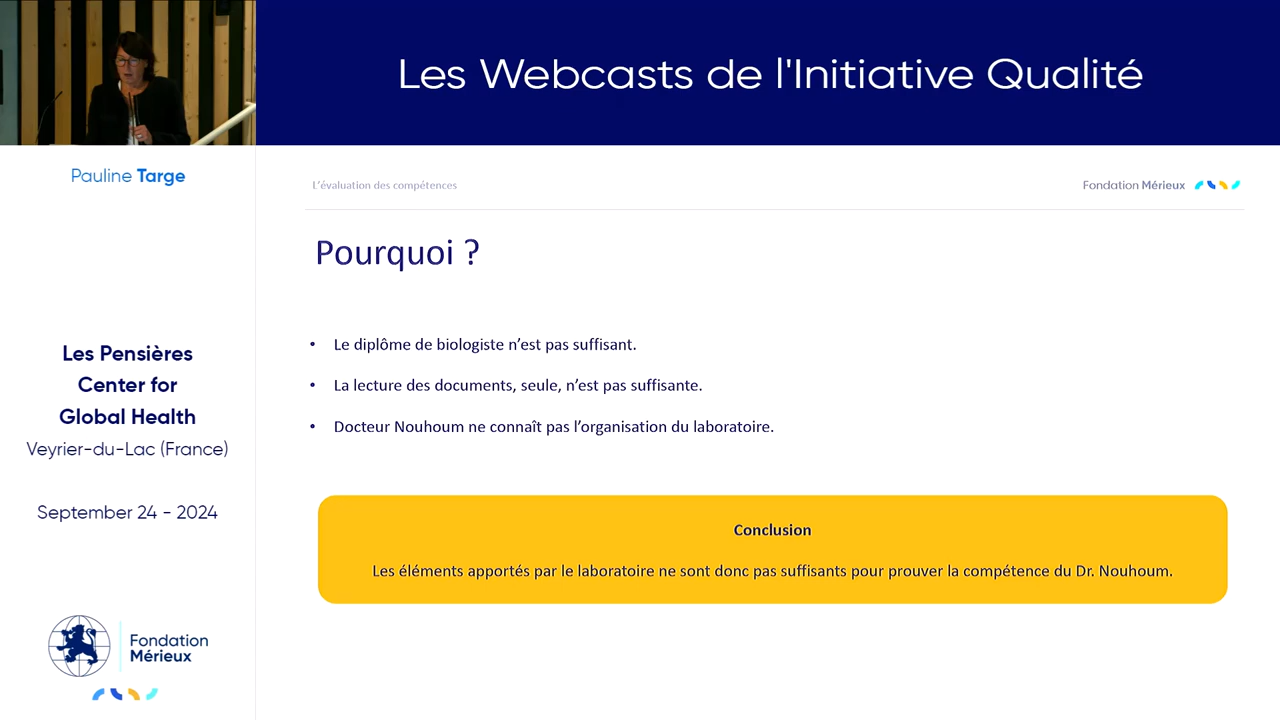 Les Webcasts de l'Initiative Qualité
Pauline Targe
L'évaluation des compétences
Fondation Mérieux
Pourquoi ?
• Le diplôme de biologiste n’est pas suffisant.
• La lecture des documents, seule, n’est pas suffisante.
• Docteur Nouhoum ne connaît pas l’organisation du laboratoire.
Conclusion
Les éléments apportés par le laboratoire ne sont donc pas suffisants pour prouver la compétence du Dr. Nouhoum.
Les Pensières
Center for
Global Health
Veyrier-du-Lac (France)
September 24 - 2024
Fondation
Mérieux